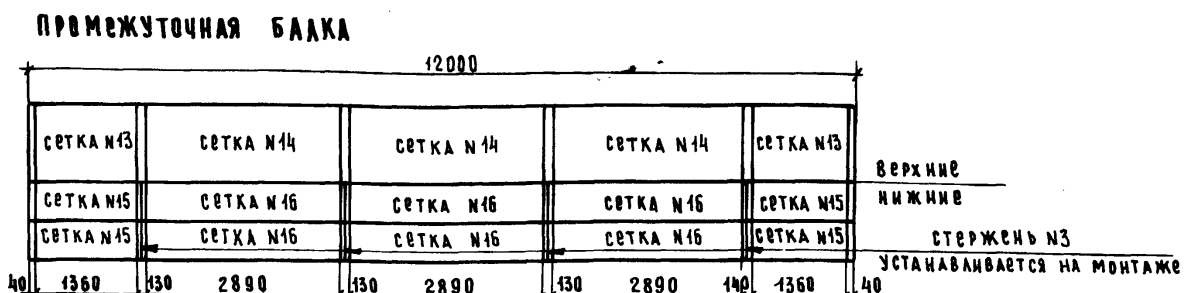 ПРОМЕЖУТОЧНАЯ БАЛКА
12000
СЕТКА N13 СЕТКА N14 СЕТКА N14 СЕТКА N14 СЕТКА N13
ВЕРХНИЕ
СЕТКА N15 СЕТКА N16 СЕТКА N16 СЕТКА N16 СЕТКА N15 НИЖНИЕ
СЕТКА N15 СЕТКА N16 СЕТКА N16 СЕТКА N16 СЕТКА N15 СТЕРЖЕНЬ N3
УСТАНАВЛИВАЕТСЯ НА МОНТАЖЕ
40 1360 130 2890 130 2890 130 2890 140 1360 40